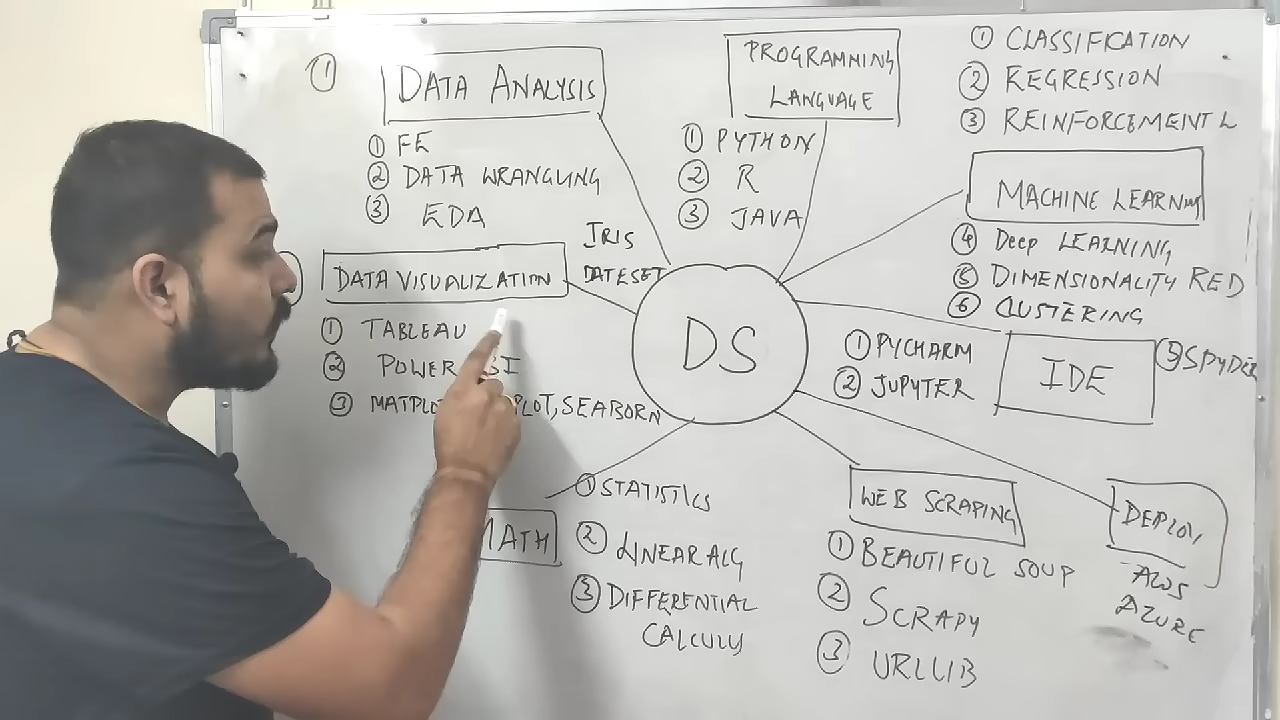 ① DATA ANALYSIS
① FE
② DATA WRANGLING
③ EDA
DATA VISUALIZATION
① TABLEAU
② POWER BI
③ SEABORN
IRIS
DATESET
PROGRAMMING
LANGUAGE
① PYTHON
② R
③ JAVA
① CLASSIFICATION
② REGRESSION
③ REINFORCEMENT L
MACHINE LEARNING
④ Deep LEARNING
⑤ DIMENSIONALITY RED
⑥ CLUSTERING
DS
IDE
① PYCHARM
② JUPYTER
③ SPYDER
MATH
① STATISTICS
② LINEAR ALG
③ DIFFERENTIAL
CALCULUS
WEB SCRAPING
① BEAUTIFUL SOUP
② SCRAPY
③ URLLIB
DEPLOY
AWS
AZURE